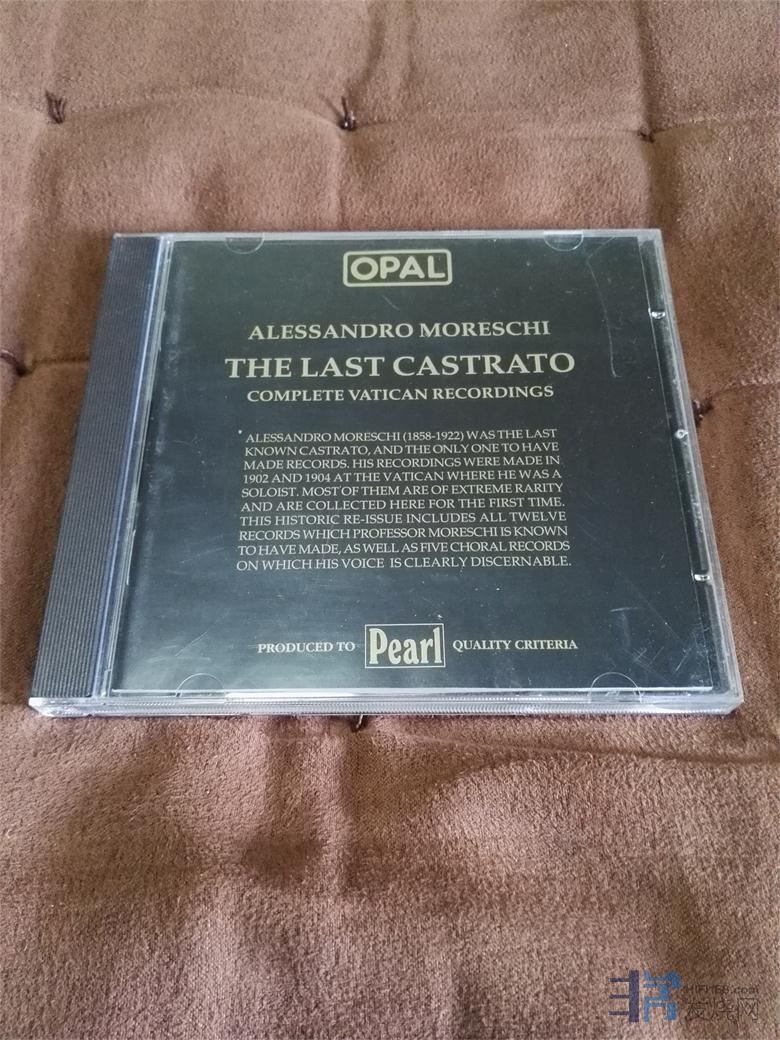 OPAL
ALESSANDRO MORESCHI
THE LAST CASTRATO
COMPLETE VATICAN RECORDINGS
ALESSANDRO MORESCHI (1858-1922) WAS THE LAST
KNOWN CASTRATO, AND THE ONLY ONE TO HAVE
MADE RECORDS. HIS RECORDINGS WERE MADE IN
1902 AND 1904 AT THE VATICAN WHERE HE WAS A
SOLOIST. MOST OF THEM ARE OF EXTREME RARITY
AND ARE COLLECTED HERE FOR THE FIRST TIME.
THIS HISTORIC RE-ISSUE INCLUDES ALL TWELVE
RECORDS WHICH PROFESSOR MORESCHI IS KNOWN
TO HAVE MADE, AS WELL AS FIVE CHORAL RECORDS
ON WHICH HIS VOICE IS CLEARLY DISCERNABLE.
PRODUCED TO Pearl QUALITY CRITERIA
发烧网